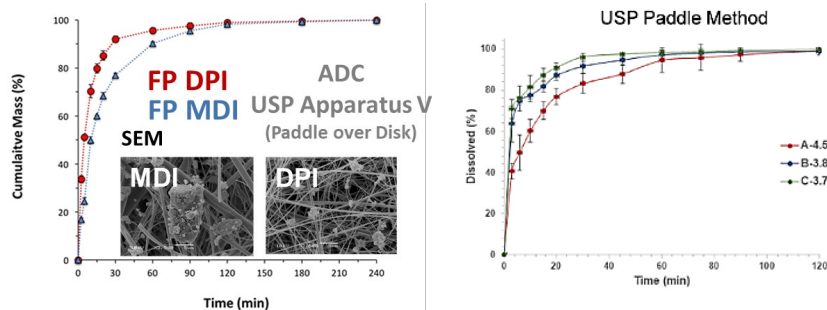 USP Paddle Method
Cumulaitve Mass (%)
100
80
60
40
20
0
FP DPI
FP MDI
ADC
USP Apparatus V
(Paddle over Disk)
SEM
MDI
DPI
0 30 60 90 120 150 180 210 240
Time (min)
Dissolved (%)
100
80
60
40
20
0
A-4.5
B-3.8
C-3.7
0 20 40 60 80 100 120
Time (min)